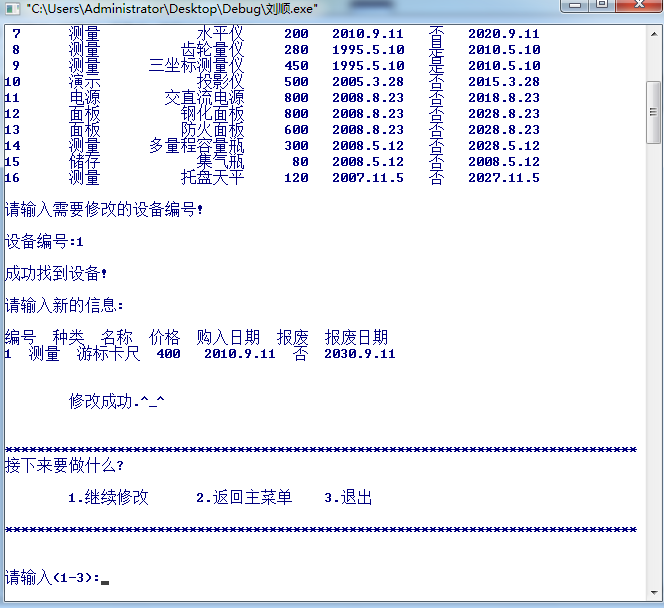 "C:\Users\Administrator\Desktop\Debug\刘顺.exe"
7 测量 水平仪 200 2010.9.11 否 2020.9.11
8 测量 齿轮量仪 280 1995.5.10 是 2010.5.10
9 测量 三坐标测量仪 450 1995.5.10 是 2010.5.10
10 演示 投影仪 500 2005.3.28 否 2015.3.28
11 电源 交直流电源 800 2008.8.23 否 2018.8.23
12 面板 钢化面板 800 2008.8.23 否 2028.8.23
13 面板 防火面板 600 2008.8.23 否 2028.8.23
14 测量 多量程容量瓶 300 2008.5.12 否 2028.5.12
15 储存 集气瓶 80 2008.5.12 否 2008.5.12
16 测量 托盘天平 120 2007.11.5 否 2027.11.5
请输入需要修改的设备编号!
设备编号:1
成功找到设备!
请输入新的信息:
编号 种类 名称 价格 购入日期 报废 报废日期
1 测量 游标卡尺 400 2010.9.11 否 2030.9.11
修改成功.^_^
*******************************************************************************
接下来要做什么?
1.继续修改 2.返回主菜单 3.退出
*******************************************************************************
请输入(1-3):